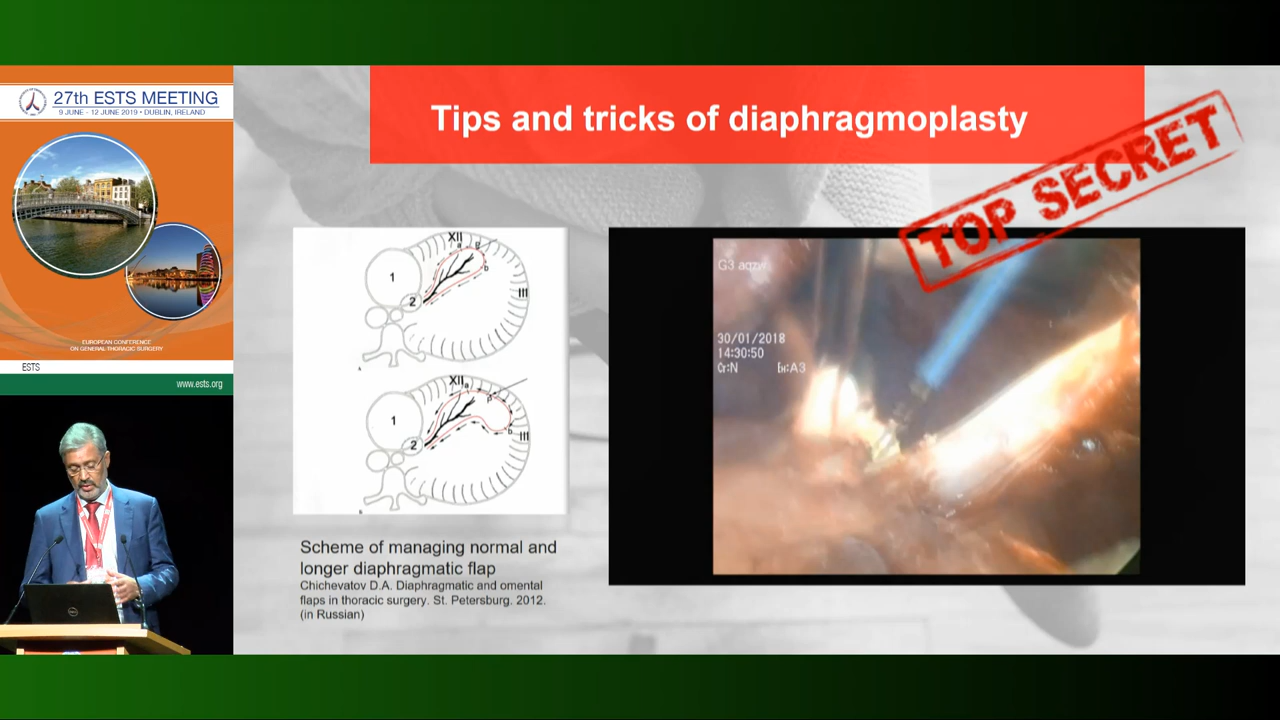 27th ESTS MEETING
9 JUNE - 12 JUNE 2019 • DUBLIN, IRELAND
EUROPEAN CONFERENCE
ON GENERAL THORACIC SURGERY
ESTS
www.ests.org
Tips and tricks of diaphragmoplasty
TOP SECRET
XII
a
1
2
b
III
XII
a
1
2
b
III
Scheme of managing normal and
longer diaphragmatic flap
Chichevatov D.A. Diaphragmatic and omental
flaps in thoracic surgery. St. Petersburg. 2012.
(in Russian)
G3
30/01/2018
14:30:50
Cr:N
DELL